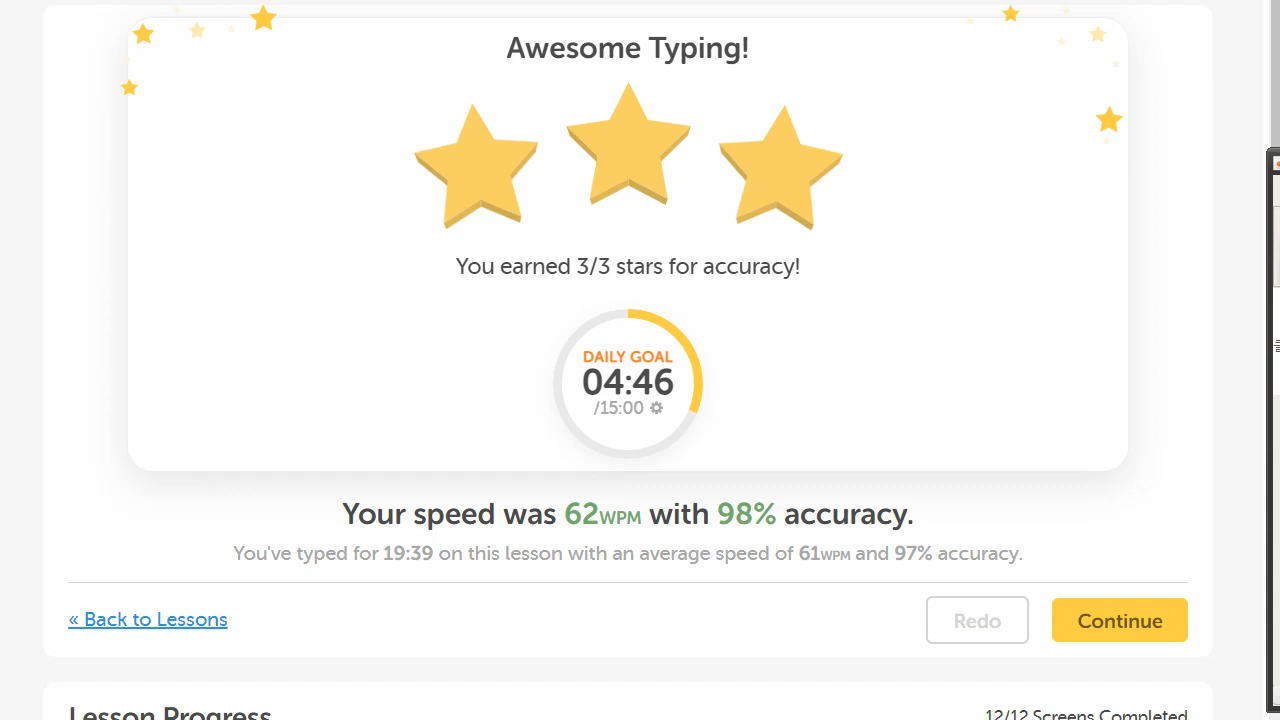 Awesome Typing!
You earned 3/3 stars for accuracy!
DAILY GOAL
04:46
/15:00
Your speed was 62WPM with 98% accuracy.
You've typed for 19:39 on this lesson with an average speed of 61WPM and 97% accuracy.
« Back to Lessons
Redo
Continue
Lesson Progress
12/12 Screens Completed